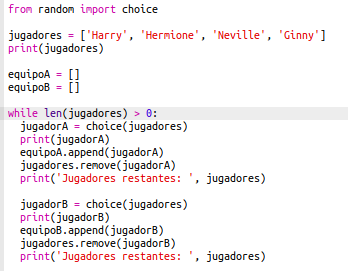 from random import choice
jugadores = ['Harry', 'Hermione', 'Neville', 'Ginny']
print(jugadores)
equipoA = []
equipoB = []
while len(jugadores) > 0:
jugadorA = choice(jugadores)
print(jugadorA)
equipoA.append(jugadorA)
jugadores.remove(jugadorA)
print('Jugadores restantes: ', jugadores)
jugadorB = choice(jugadores)
print(jugadorB)
equipoB.append(jugadorB)
jugadores.remove(jugadorB)
print('Jugadores restantes: ', jugadores)